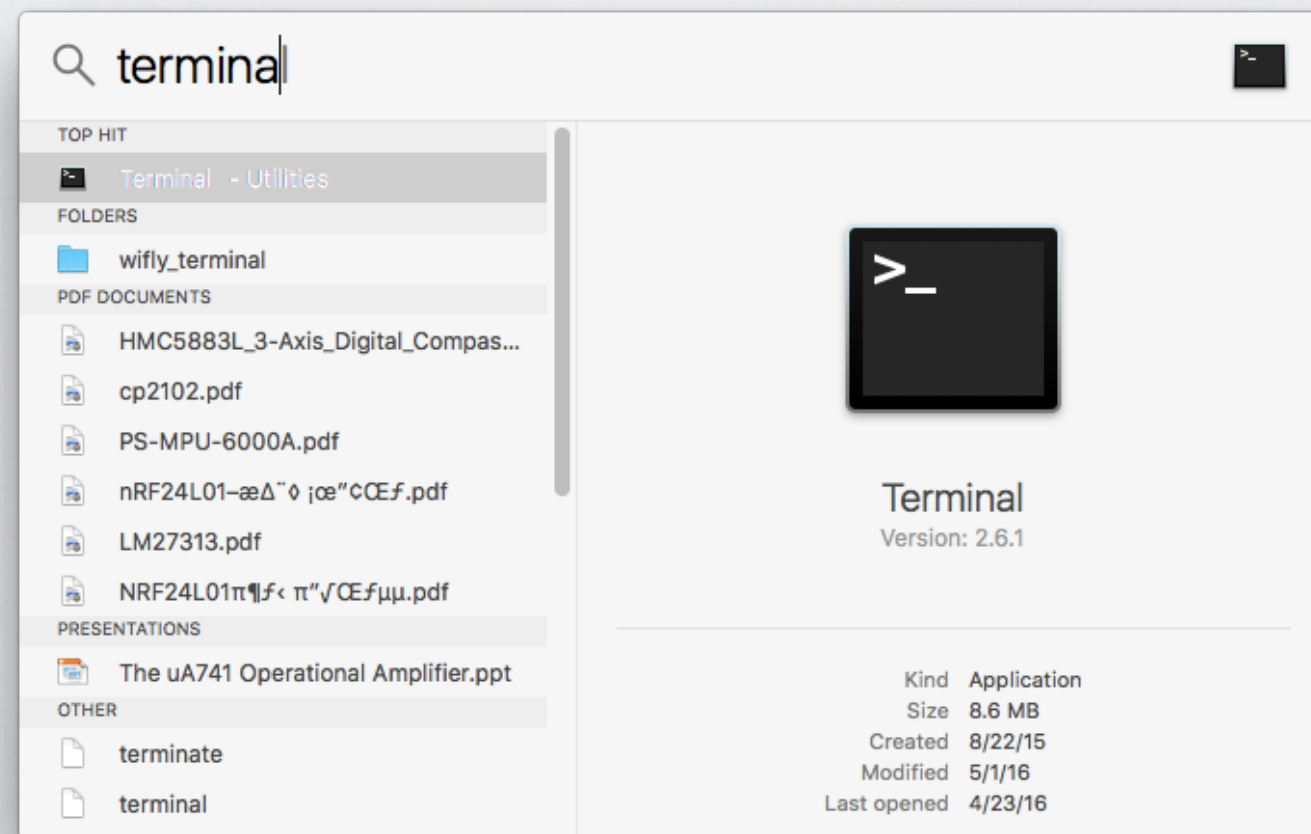 terminal
TOP HIT
Terminal - Utilities
FOLDERS
wifly_terminal
PDF DOCUMENTS
HMC5883L_3-Axis_Digital_Compas...
cp2102.pdf
PS-MPU-6000A.pdf
nRF24L01–æΔ¨◊ ¡œ”¢Œƒ.pdf
LM27313.pdf
NRF24L01π¶ƒ‹ π”√Œƒµµ.pdf
PRESENTATIONS
The uA741 Operational Amplifier.ppt
OTHER
terminate
terminal
>_
Terminal
Version: 2.6.1
Kind Application
Size 8.6 MB
Created 8/22/15
Modified 5/1/16
Last opened 4/23/16